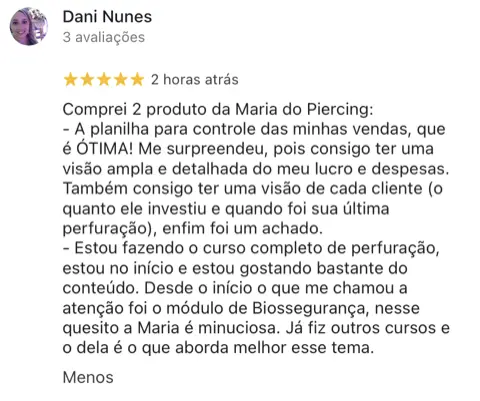 Dani Nunes
3 avaliações
2 horas atrás
Comprei 2 produto da Maria do Piercing:
- A planilha para controle das minhas vendas, que
é ÓTIMA! Me surpreendeu, pois consigo ter uma
visão ampla e detalhada do meu lucro e despesas.
Também consigo ter uma visão de cada cliente (o
quanto ele investiu e quando foi sua última
perfuração), enfim foi um achado.
- Estou fazendo o curso completo de perfuração,
estou no início e estou gostando bastante do
conteúdo. Desde o início o que me chamou a
atenção foi o módulo de Biossegurança, nesse
quesito a Maria é minuciosa. Já fiz outros cursos e
o dela é o que aborda melhor esse tema.
Menos